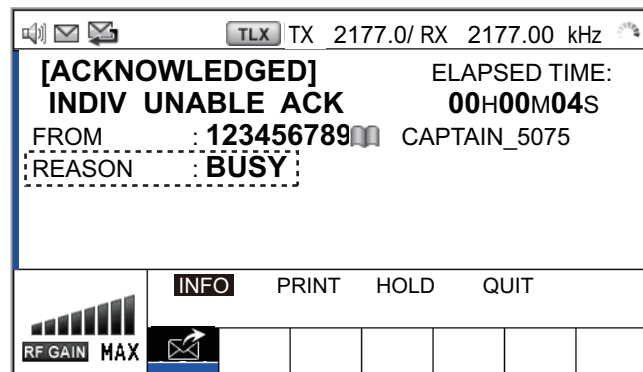 TLX TX 2177.0/ RX 2177.00 kHz
[ACKNOWLEDGED] ELAPSED TIME:
INDIV UNABLE ACK 00H00M04S
FROM : 123456789 CAPTAIN_5075
REASON : BUSY
INFO PRINT HOLD QUIT
RF GAIN MAX